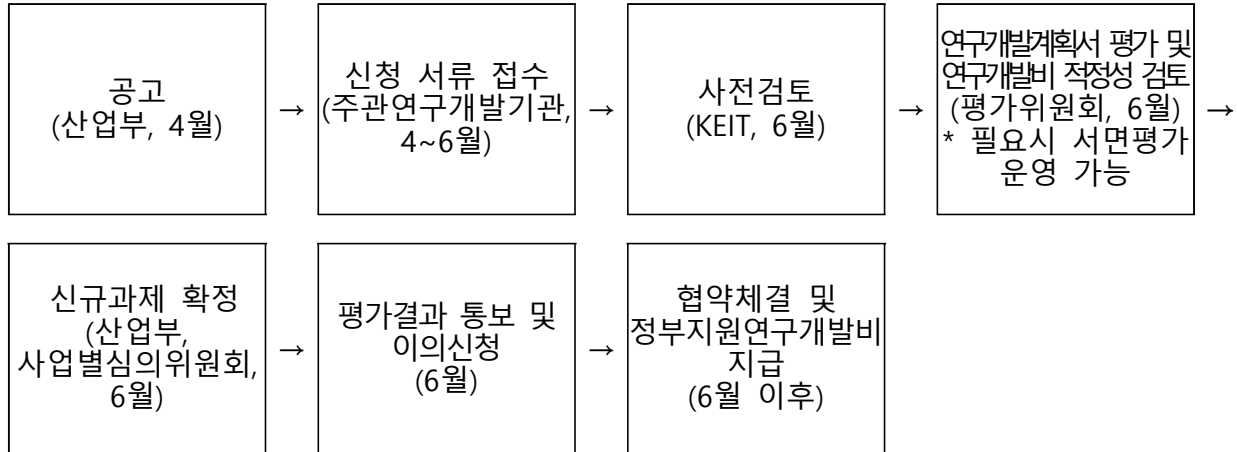 공고
(산업부, 4월)
→
신청 서류 접수
(주관연구개발기관,
4~6월)
→
사전검토
(KEIT, 6월)
→
연구개발계획서 평가 및
연구개발비 적정성 검토
(평가위원회, 6월)
* 필요시 서면평가
운영 가능
→
신규과제 확정
(산업부,
사업별심의위원회,
6월)
→
평가결과 통보 및
이의신청
(6월)
→
협약체결 및
정부지원연구개발비
지급
(6월 이후)